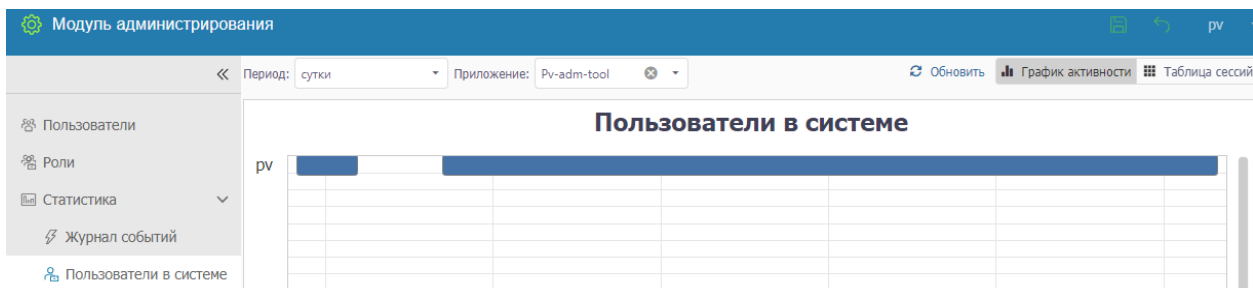 Модуль администрирования pv
Период: сутки Приложение: Pv-adm-tool Обновить График активности Таблица сессий
Пользователи
Роли
Статистика
Журнал событий
Пользователи в системе
Пользователи в системе
pv